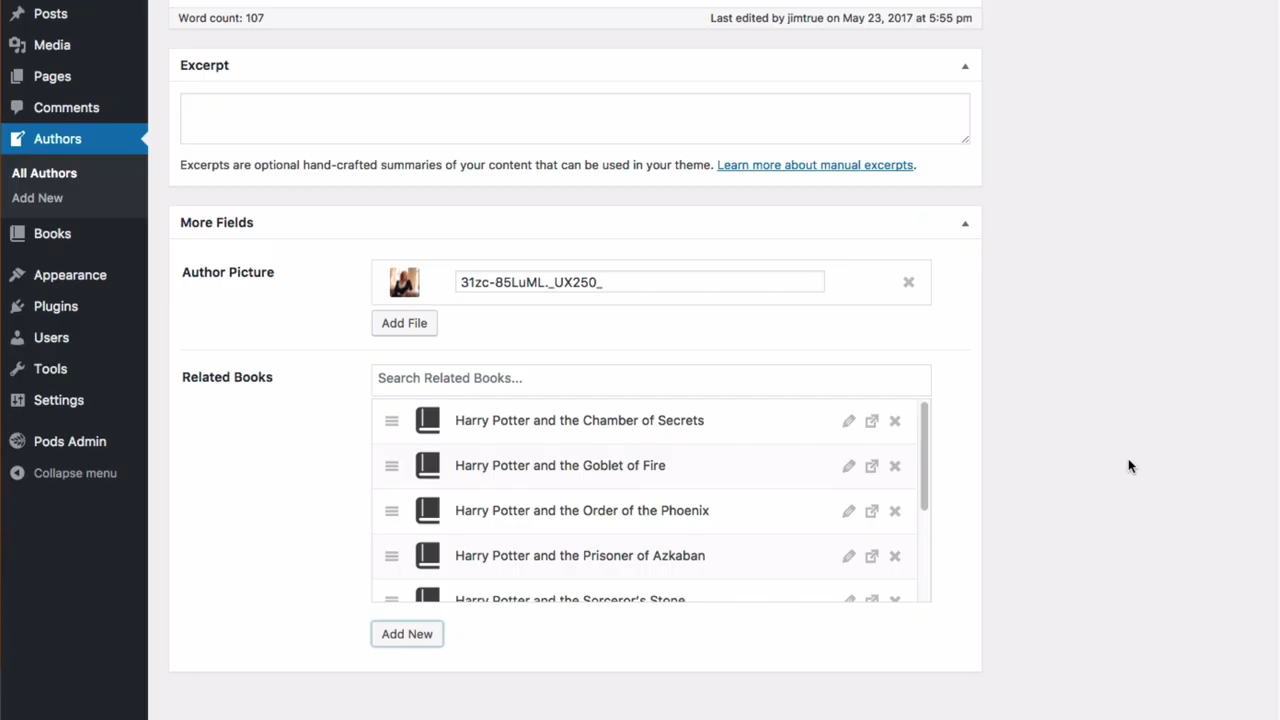 Posts
Media
Pages
Comments
Authors
All Authors
Add New
Books
Appearance
Plugins
Users
Tools
Settings
Pods Admin
Collapse menu
Word count: 107
Last edited by jimtrue on May 23, 2017 at 5:55 pm
Excerpt
Excerpts are optional hand-crafted summaries of your content that can be used in your theme. Learn more about manual excerpts.
More Fields
Author Picture
31zc-85LuML._UX250_
Add File
Related Books
Search Related Books...
Harry Potter and the Chamber of Secrets
Harry Potter and the Goblet of Fire
Harry Potter and the Order of the Phoenix
Harry Potter and the Prisoner of Azkaban
Harry Potter and the Sorcerer's Stone
Add New